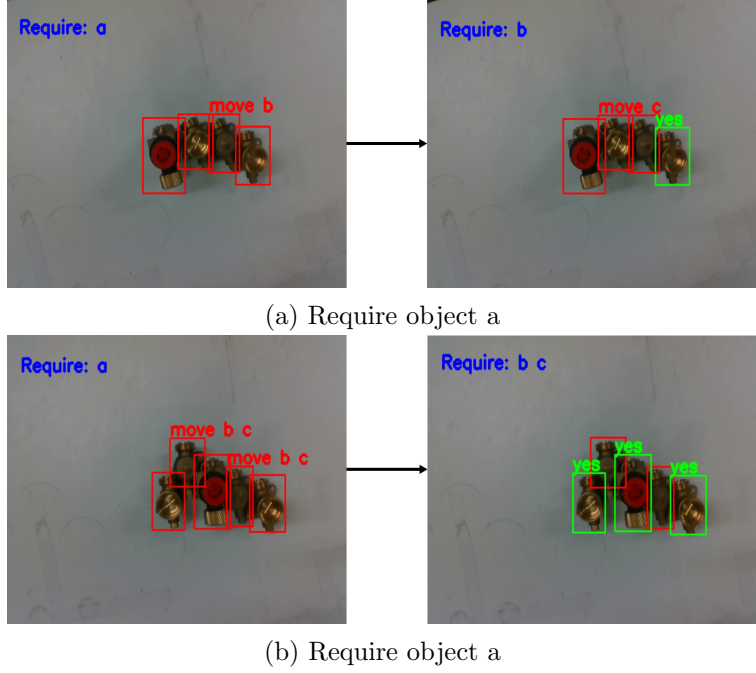 Require: a
move b
Require: b
move c
yes
(a) Require object a
Require: a
move b c
move b c
Require: b c
yes
yes
yes
(b) Require object a